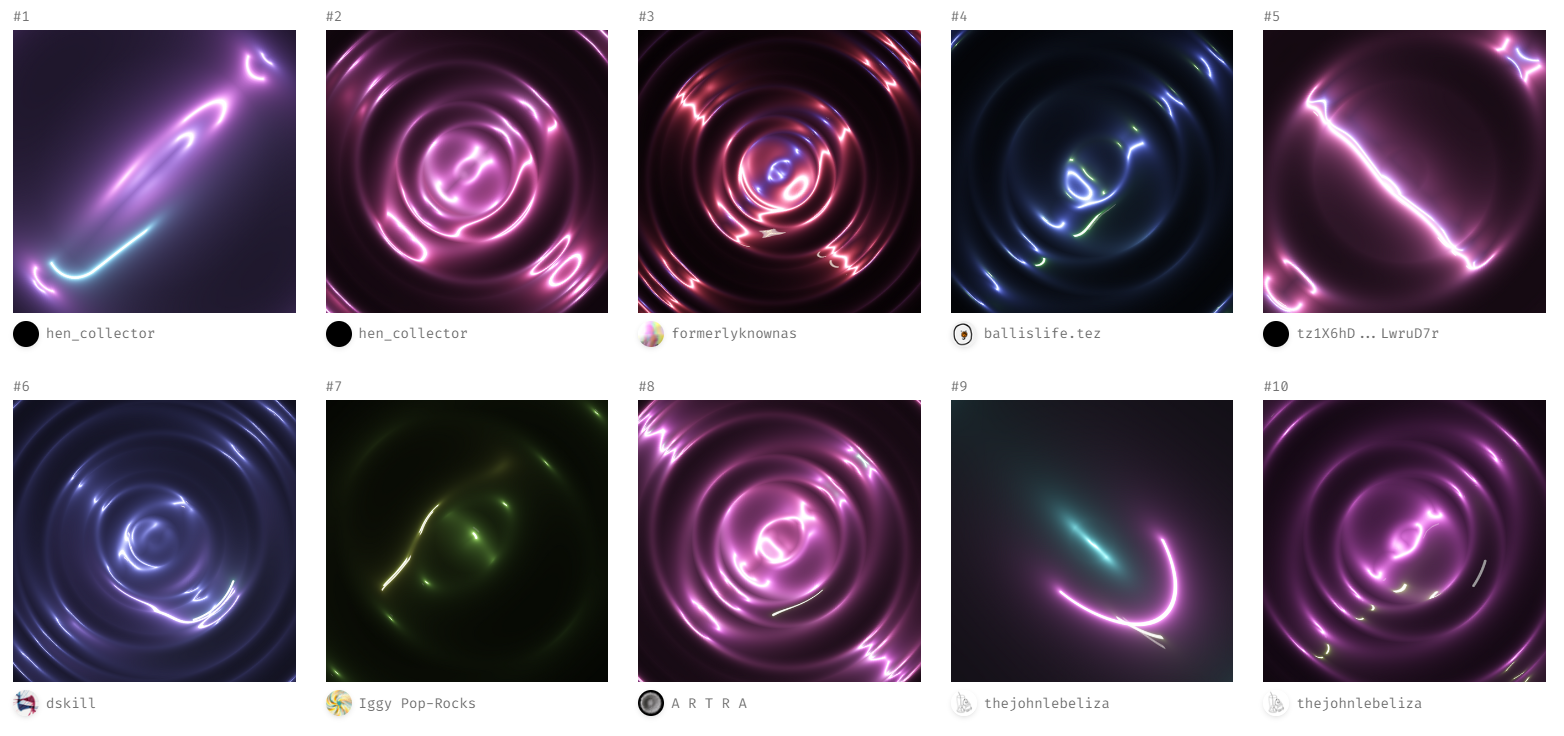 #1
#2
#3
#4
#5
hen_collector
hen_collector
formerlyknownas
ballislife.tez
tz1X6hD...LwruD7r
#6
#7
#8
#9
#10
dskill
Iggy Pop-Rocks
A R T R A
thejohnlebeliza
thejohnlebeliza